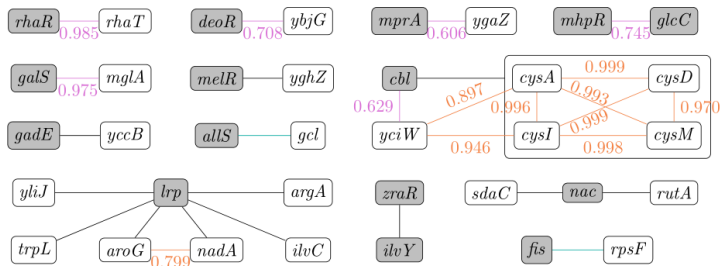 rhaR 0.985 rhaT deoR 0.708 ybjG mprA 0.606 ygaZ mhpR 0.745 glcC
galS 0.975 mglA melR yghZ cbl cysA 0.999 cysD
0.629 0.897 0.996 0.993 0.999 0.970
gadE yccB allS gcl yciW 0.946 cysI 0.998 cysM
yliJ lrp argA zraR sdaC nac rutA
trpL aroG 0.799 nadA ilvC ilvY fis rpsF